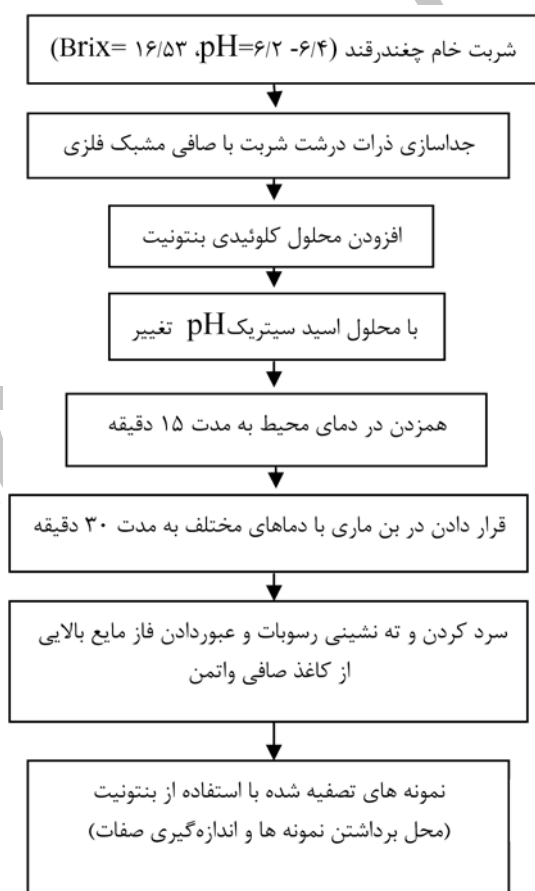 شربت خام چغندرقند (Brix= ۱۶/۵۳ ،pH=۶/۲ -۶/۴)
جداسازی ذرات درشت شربت با صافی مشبک فلزی
افزودن محلول کلوئیدی بنتونیت
با محلول اسید سیتریکpH تغییر
همزدن در دمای محیط به مدت ۱۵ دقیقه
قرار دادن در بن ماری با دماهای مختلف به مدت ۳۰ دقیقه
سرد کردن و ته نشینی رسوبات و عبوردادن فاز مایع بالایی
از کاغذ صافی واتمن
نمونه های تصفیه شده با استفاده از بنتونیت
(محل برداشتن نمونه ها و اندازه‌گیری صفات)